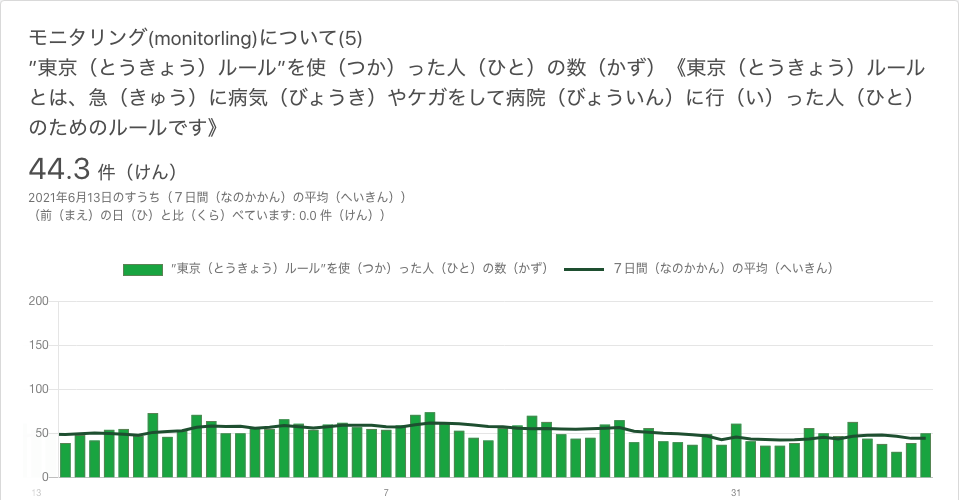 モニタリング(monitorling)について(5)
”東京（とうきょう）ルール”を使（つか）った人（ひと）の数（かず）《東京（とうきょう）ルール
とは、急（きゅう）に病気（びょうき）やケガをして病院（びょういん）に行（い）った人（ひと）
のためのルールです》
44.3 件（けん）
2021年6月13日のすうち（７日間（なのかかん）の平均（へいきん））
（前（まえ）の日（ひ）と比（くら）べています: 0.0 件（けん））
”東京（とうきょう）ルール”を使（つか）った人（ひと）の数（かず） ７日間（なのかかん）の平均（へいきん）
200
150
100
50
0
13 7 31